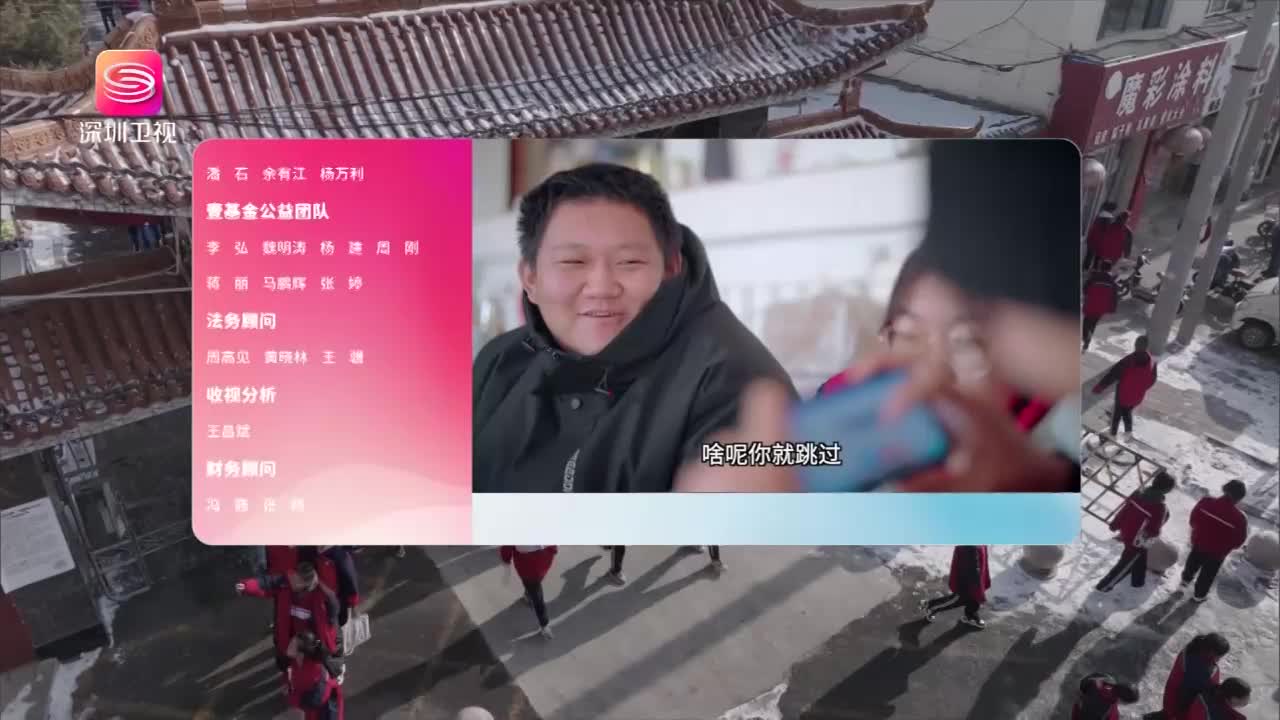 深圳卫视
魔彩涂料
潘 石 余有江 杨万利
壹基金公益团队
李 弘 魏明涛 杨 建 周 刚
蒋 丽 马鹏辉 张 婷
法务顾问
周高见 黄晓林 王
收视分析
王昌斌
财务顾问
冯 张
啥呢你就跳过